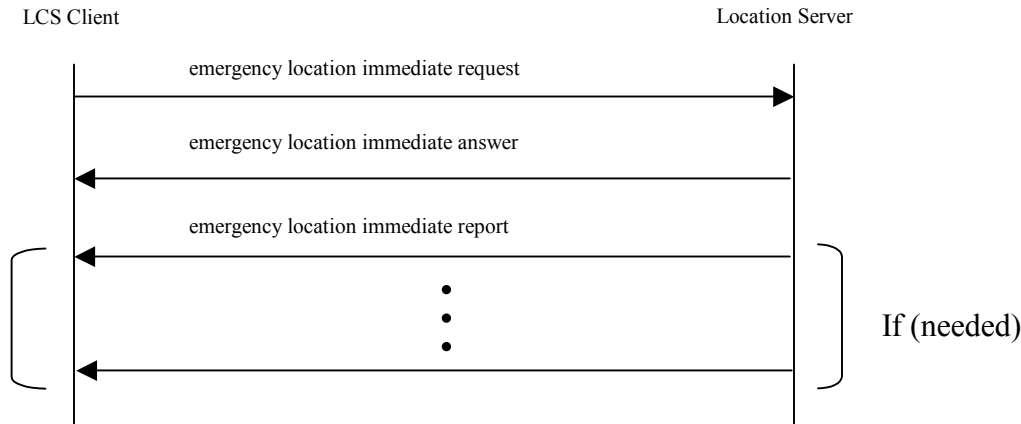 LCS Client
Location Server
emergency location immediate request
emergency location immediate answer
emergency location immediate report
If (needed)